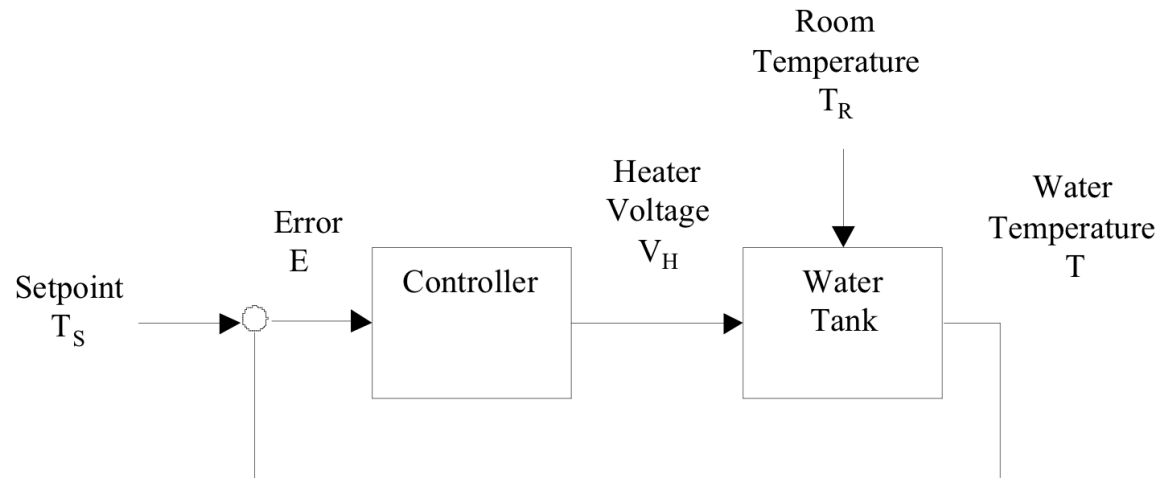 Room
Temperature
T_R
Heater
Voltage
V_H
Water
Temperature
T
Error
E
Setpoint
T_S
Controller
Water
Tank